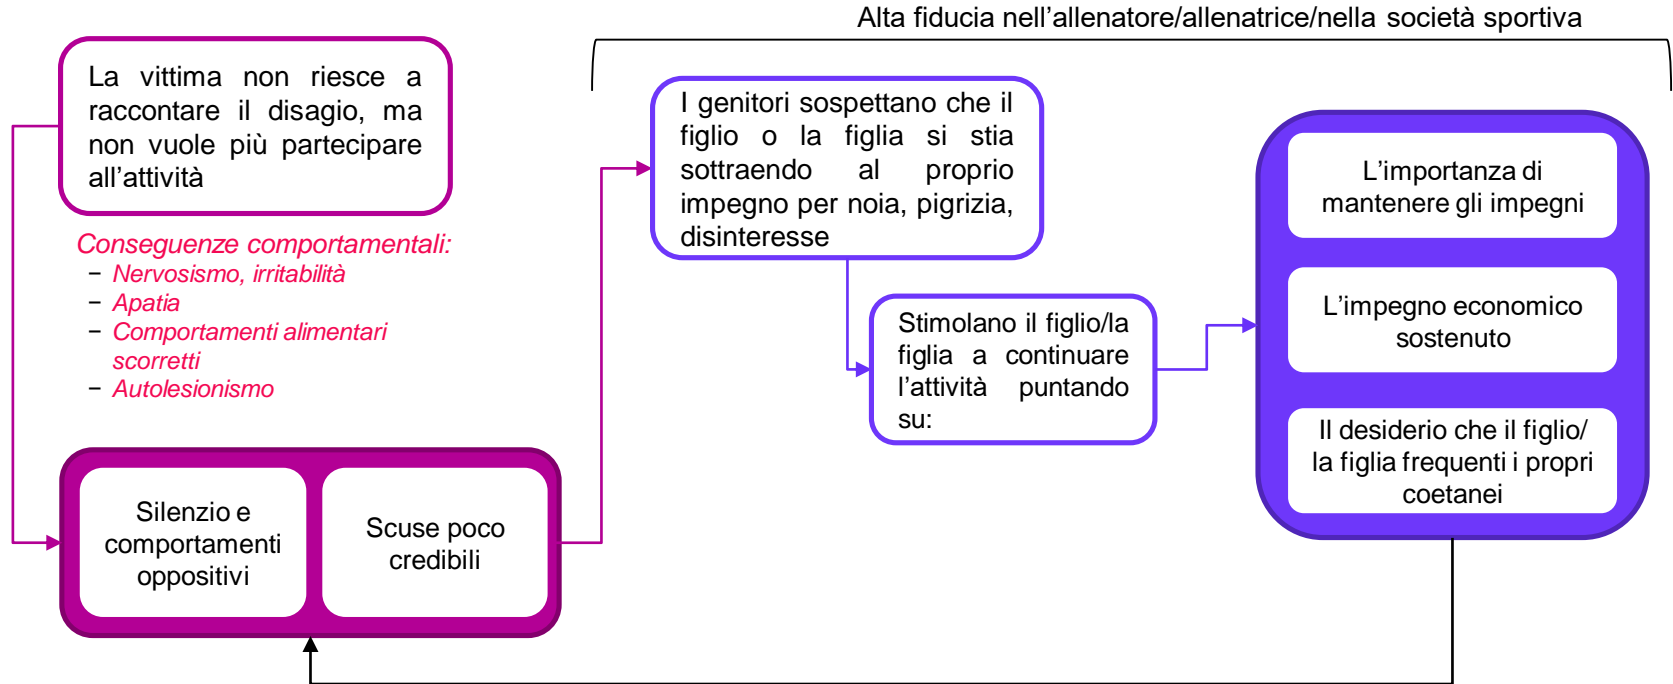 Alta fiducia nell’allenatore/allenatrice/nella società sportiva
La vittima non riesce a
raccontare il disagio, ma
non vuole più partecipare
all’attività
Conseguenze comportamentali:
− Nervosismo, irritabilità
− Apatia
− Comportamenti alimentari
scorretti
− Autolesionismo
Silenzio e
comportamenti
oppositivi
Scuse poco
credibili
I genitori sospettano che il
figlio o la figlia si stia
sottraendo al proprio
impegno per noia, pigrizia,
disinteresse
Stimolano il figlio/la
figlia a continuare
l’attività puntando
su:
L’importanza di
mantenere gli impegni
L’impegno economico
sostenuto
Il desiderio che il figlio/
la figlia frequenti i propri
coetanei